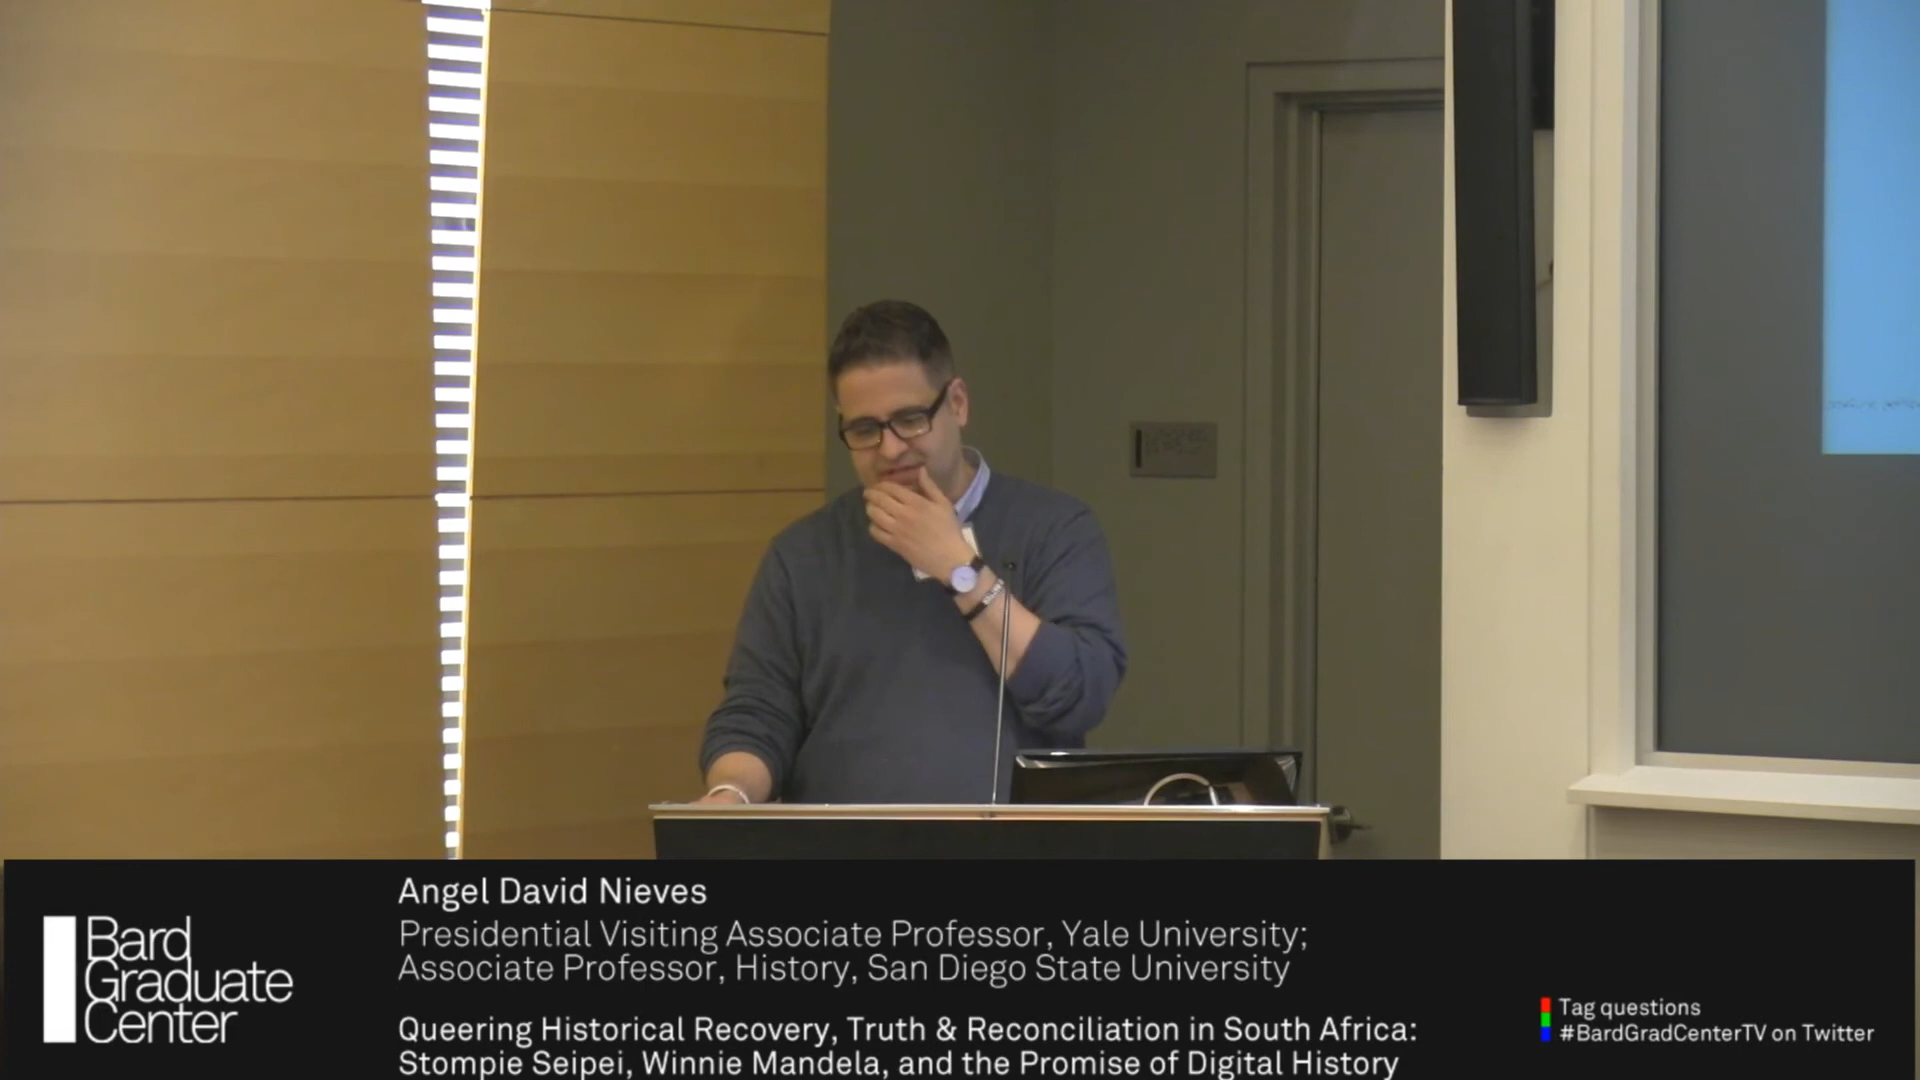 Angel David Nieves
Presidential Visiting Associate Professor, Yale University;
Associate Professor, History, San Diego State University
Queering Historical Recovery, Truth & Reconciliation in South Africa:
Stompie Seipei, Winnie Mandela, and the Promise of Digital History
Bard
Graduate
Center
Tag questions
#BardGradCenterTV on Twitter